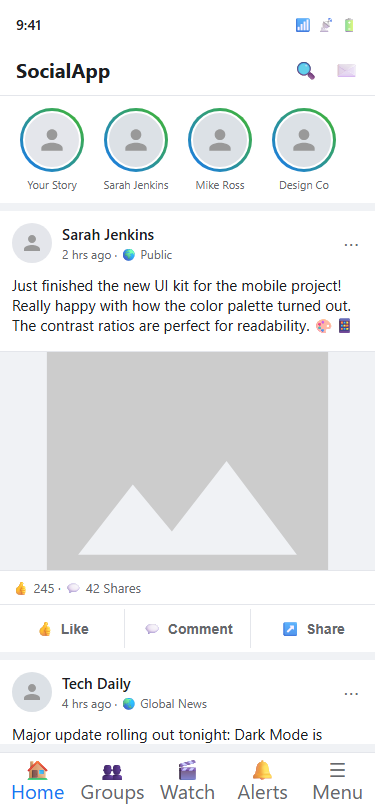 9:41
SocialApp
Your Story
Sarah Jenkins
Mike Ross
Design Co
Sarah Jenkins
2 hrs ago · Public
Just finished the new UI kit for the mobile project!
Really happy with how the color palette turned out.
The contrast ratios are perfect for readability.
245 · 42 Shares
Like
Comment
Share
Tech Daily
4 hrs ago · Global News
Major update rolling out tonight: Dark Mode is
Home
Groups
Watch
Alerts
Menu